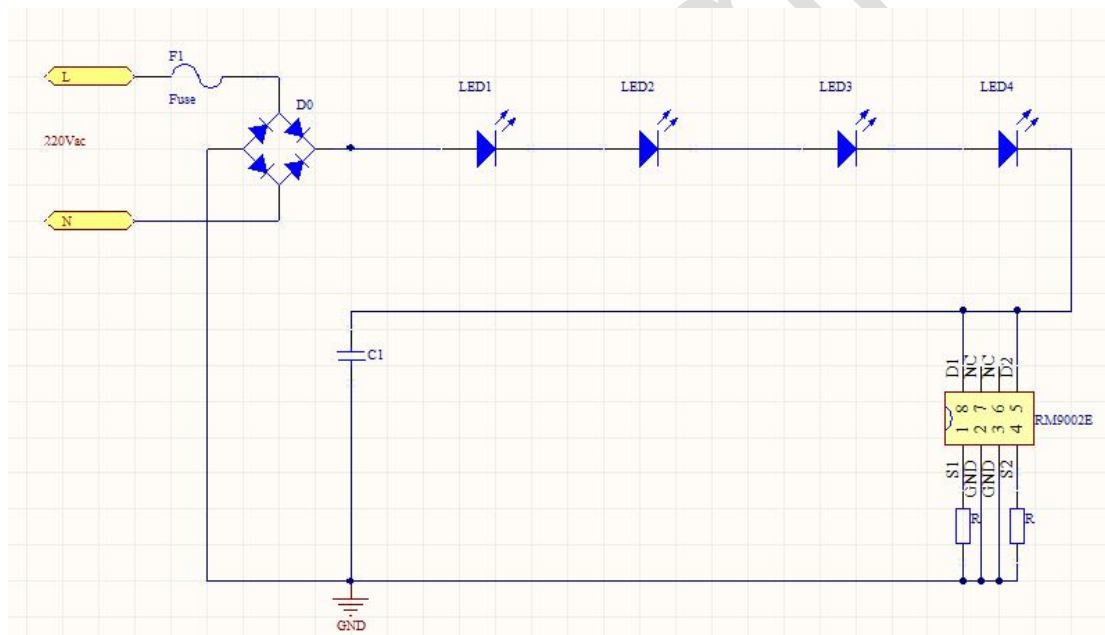 F1
L
Fuse
D0
220Vac
N
LED1
LED2
LED3
LED4
C1
D1
NC
NC
D2
8
7
6
5
1
2
3
4
RM9002E
S1
GND
GND
S2
R
R
GND